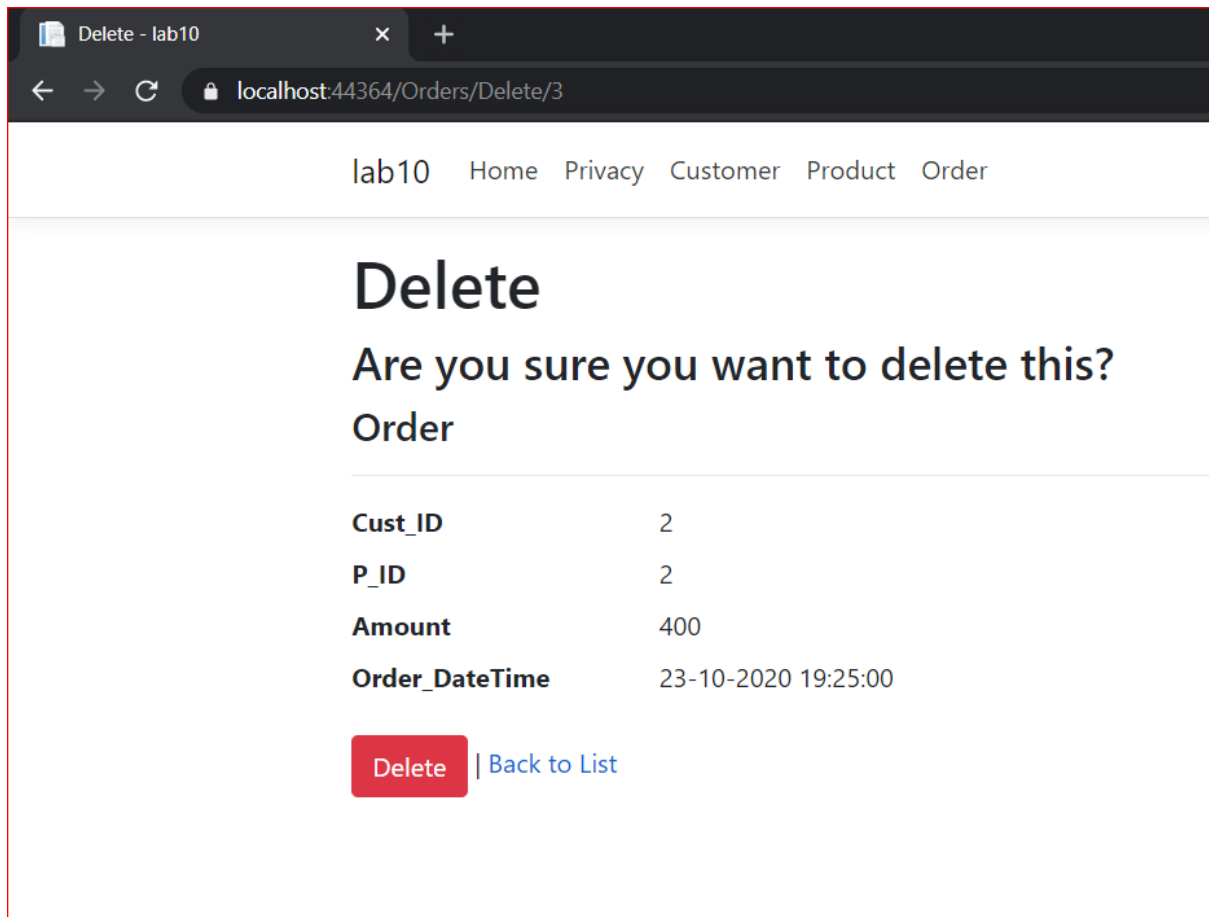 Delete - lab10
localhost:44364/Orders/Delete/3
lab10 Home Privacy Customer Product Order
Delete
Are you sure you want to delete this?
Order
Cust_ID 2
P_ID 2
Amount 400
Order_DateTime 23-10-2020 19:25:00
Delete | Back to List